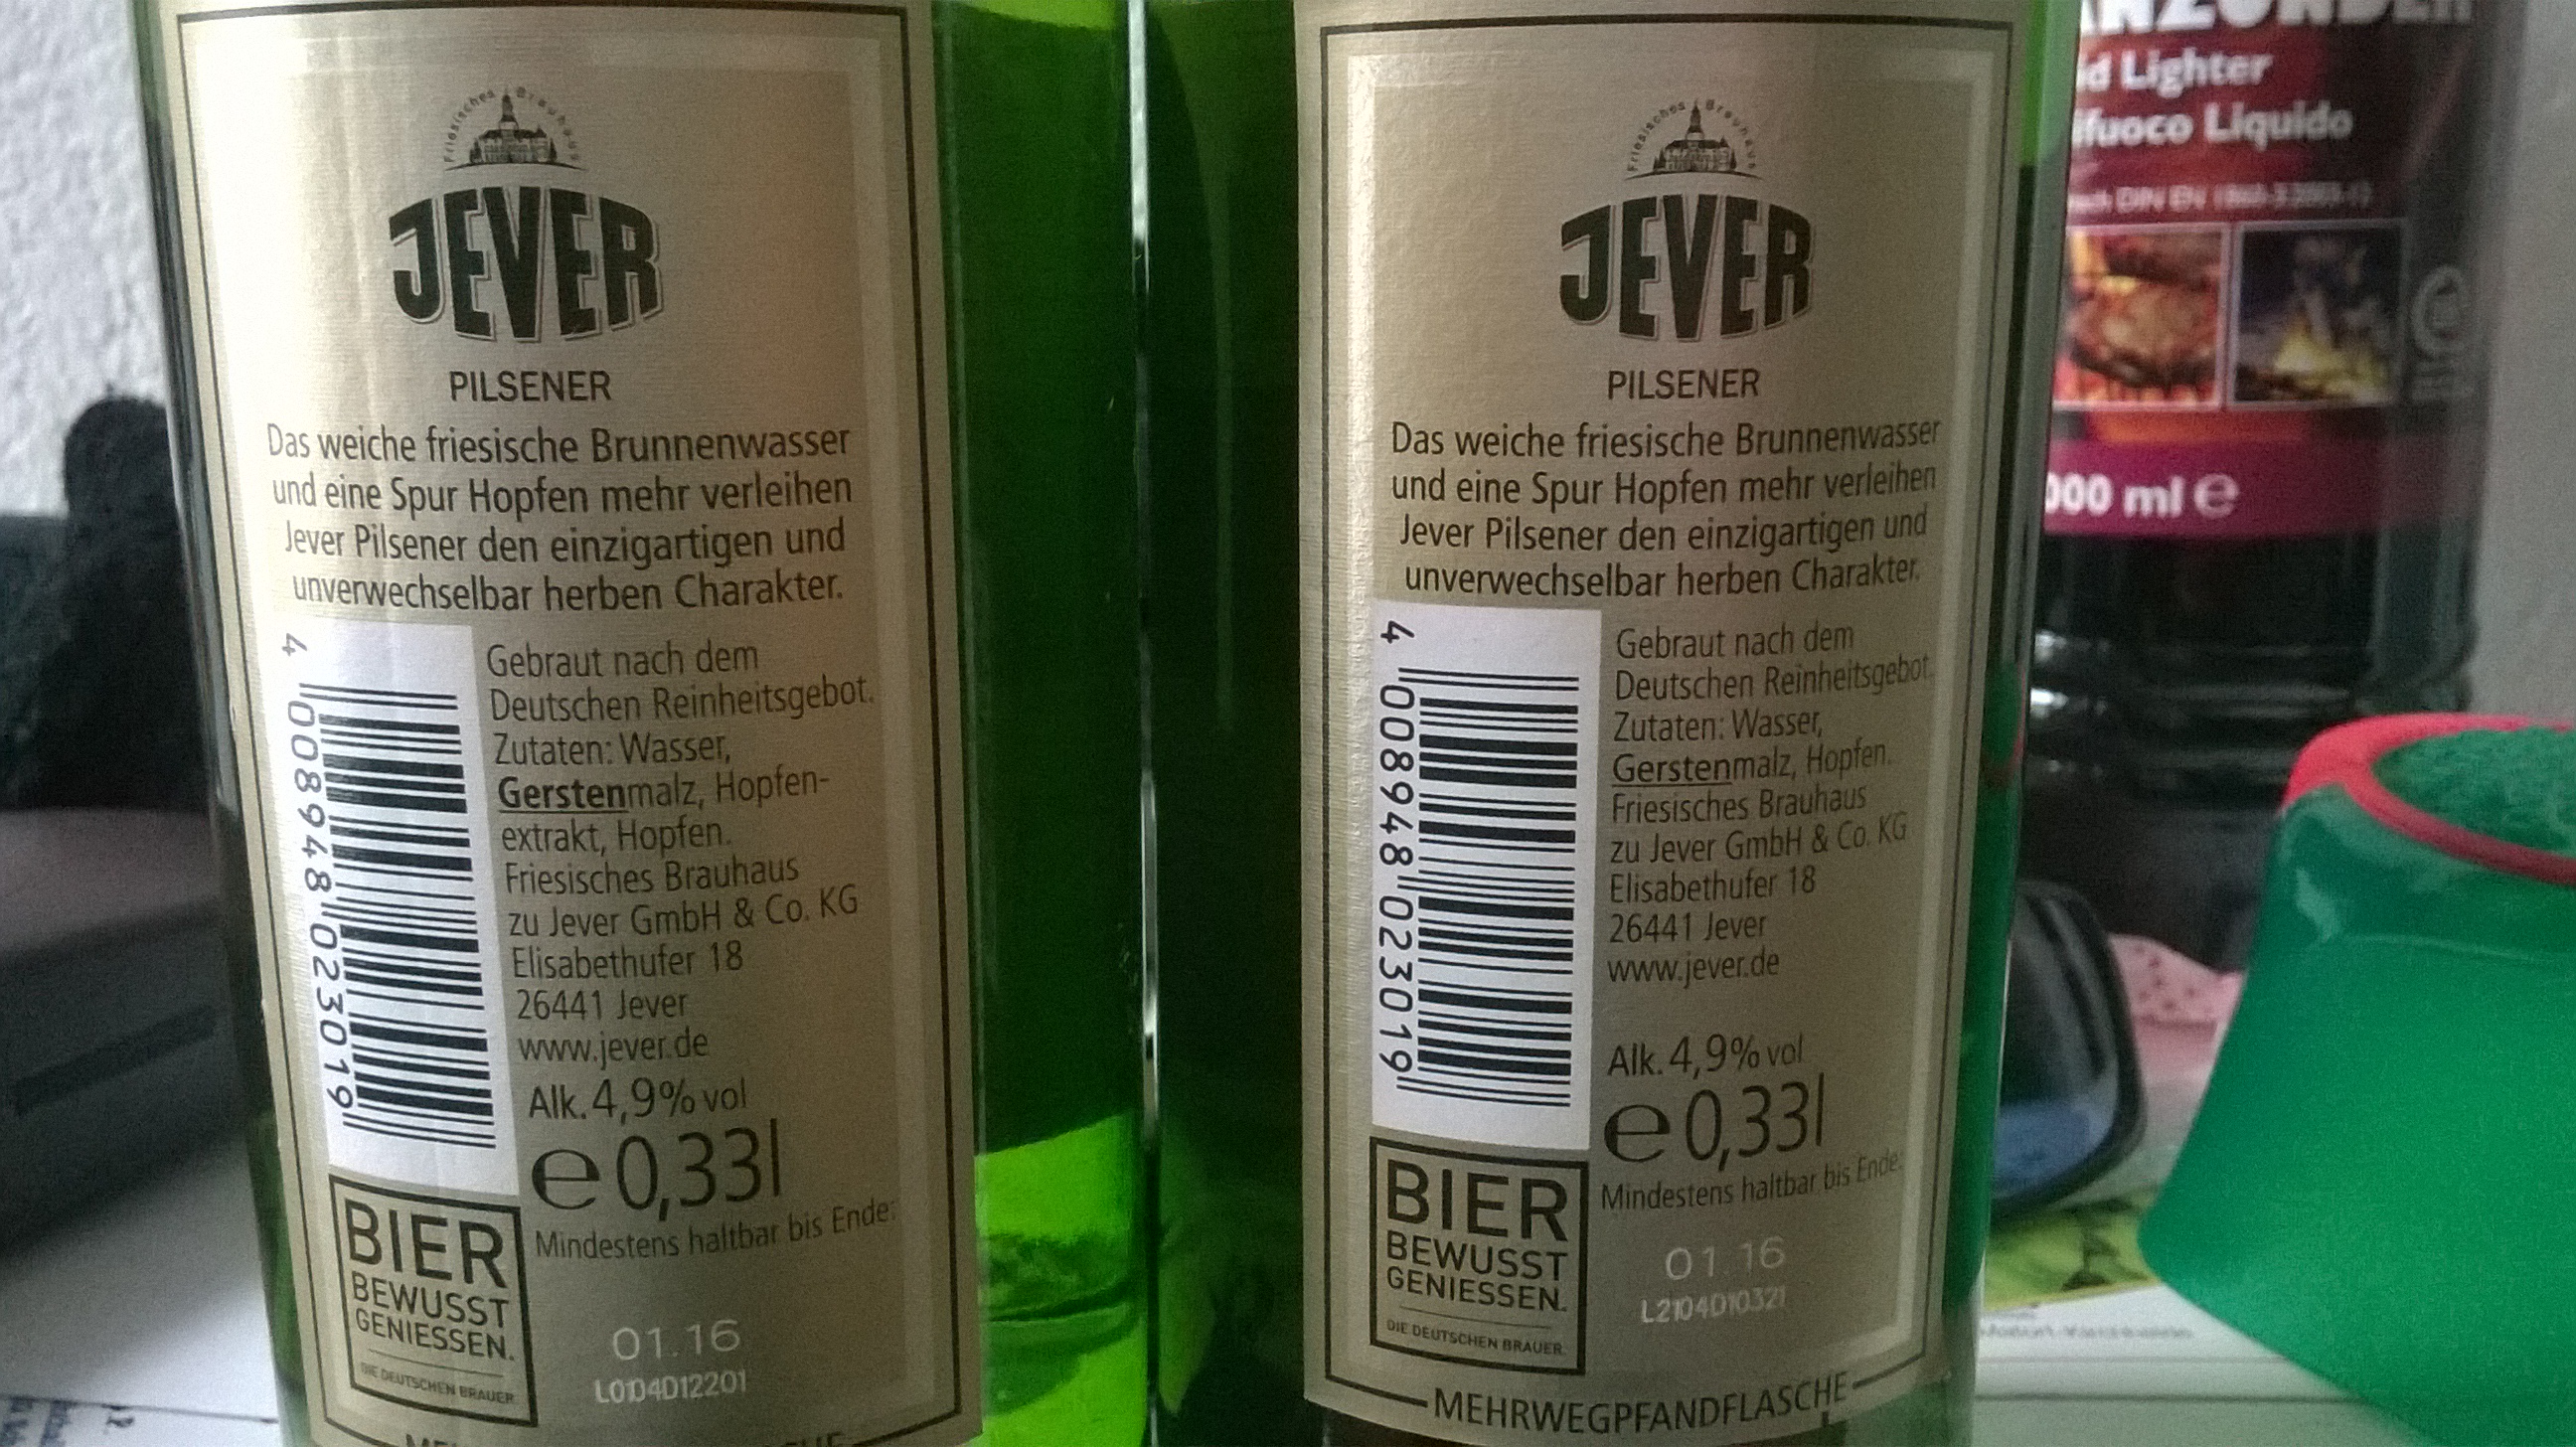 Friesisches Brauhaus
JEVER
PILSENER
Das weiche friesische Brunnenwasser
und eine Spur Hopfen mehr verleihen
Jever Pilsener den einzigartigen und
unverwechselbar herben Charakter.
4 008948 023019
Gebraut nach dem
Deutschen Reinheitsgebot.
Zutaten: Wasser,
Gerstenmalz, Hopfen-
extrakt, Hopfen.
Friesisches Brauhaus
zu Jever GmbH & Co. KG
Elisabethufer 18
26441 Jever
www.jever.de
Alk. 4,9% vol
e 0,33l
Mindestens haltbar bis Ende:
01.16
L0104D12201
BIER
BEWUSST
GENIESSEN.
DIE DEUTSCHEN BRAUER
Friesisches Brauhaus
JEVER
PILSENER
Das weiche friesische Brunnenwasser
und eine Spur Hopfen mehr verleihen
Jever Pilsener den einzigartigen und
unverwechselbar herben Charakter.
4 008948 023019
Gebraut nach dem
Deutschen Reinheitsgebot.
Zutaten: Wasser,
Gerstenmalz, Hopfen.
Friesisches Brauhaus
zu Jever GmbH & Co. KG
Elisabethufer 18
26441 Jever
www.jever.de
Alk. 4,9% vol
e 0,33l
Mindestens haltbar bis Ende:
01 16
L2104D10321
BIER
BEWUSST
GENIESSEN.
DIE DEUTSCHEN BRAUER.
MEHRWEGPFANDFLASCHE
id Lighter
ifuoco Liquido
000 ml e